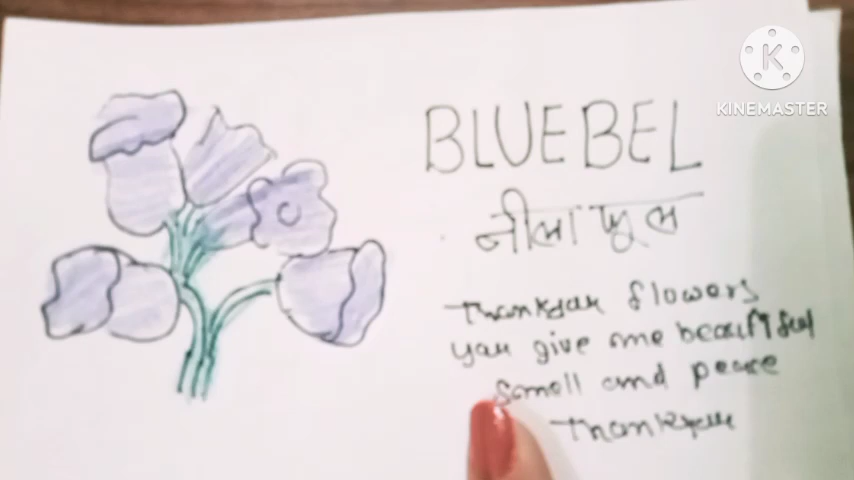 KINEMASTER
BLUEBEL
नीला फूल
Thankyou flowers
you give me beautiful
smell and peace
Thankyou